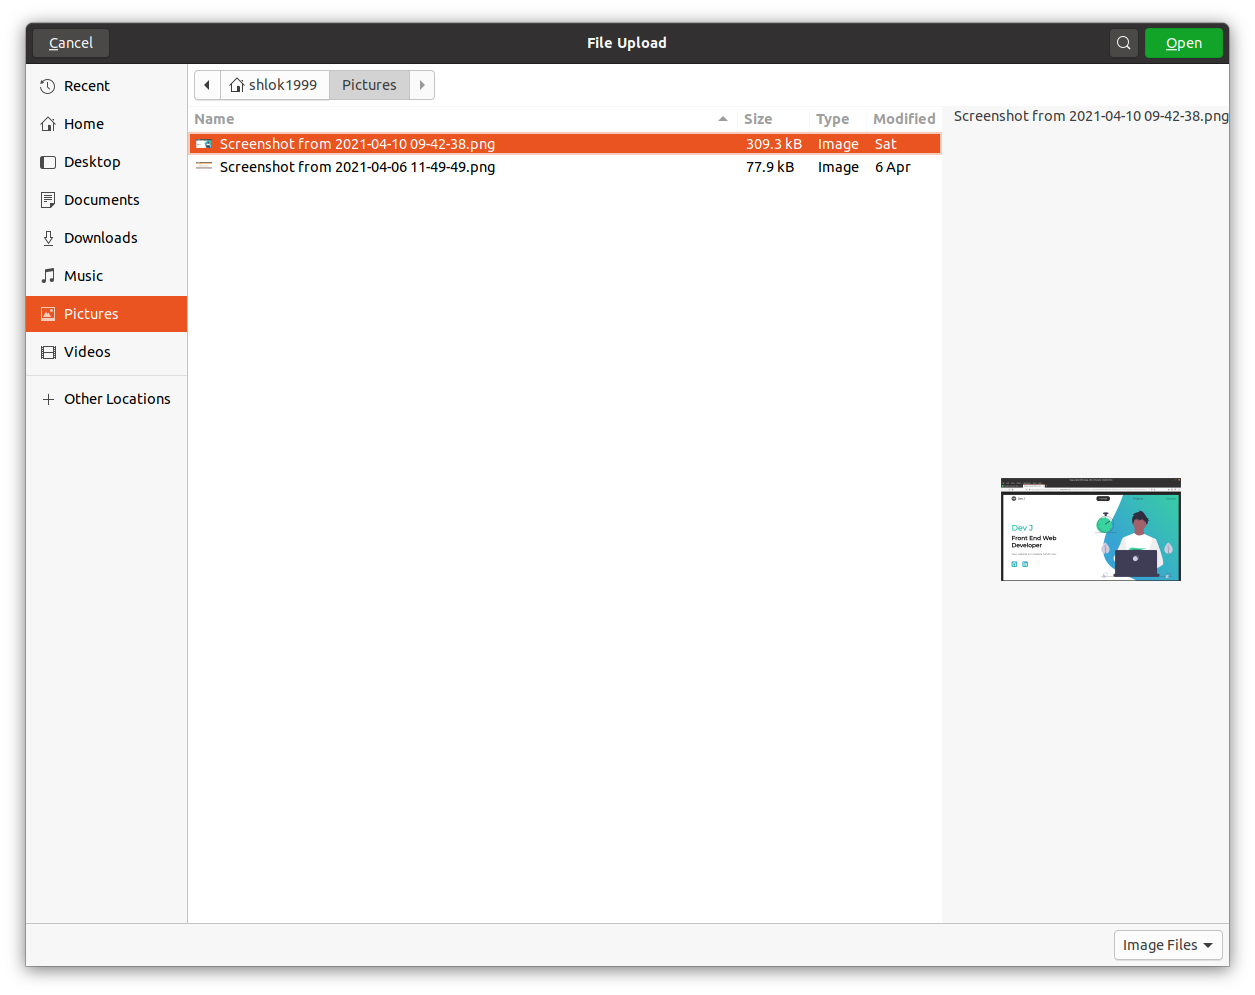 Cancel
File Upload
Open
Recent
Home
Desktop
Documents
Downloads
Music
Pictures
Videos
Other Locations
shlok1999 Pictures
Name Size Type Modified
Screenshot from 2021-04-10 09-42-38.png 309.3 kB Image Sat
Screenshot from 2021-04-06 11-49-49.png 77.9 kB Image 6 Apr
Screenshot from 2021-04-10 09-42-38.png
Dev J
Dev J
Front End Web
Developer
Image Files